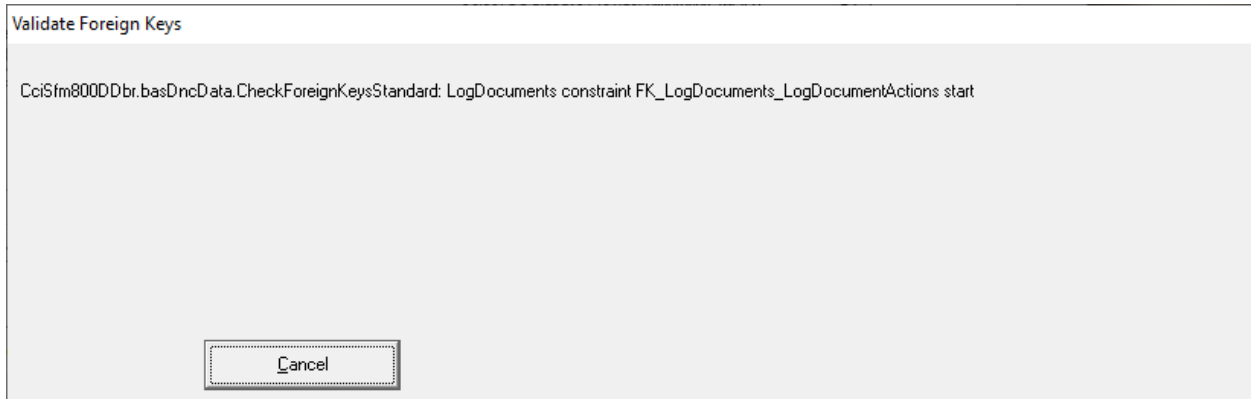 Validate Foreign Keys
CciSfm800DDbr.basDncData.CheckForeignKeysStandard: LogDocuments constraint FK_LogDocuments_LogDocumentActions start
Cancel